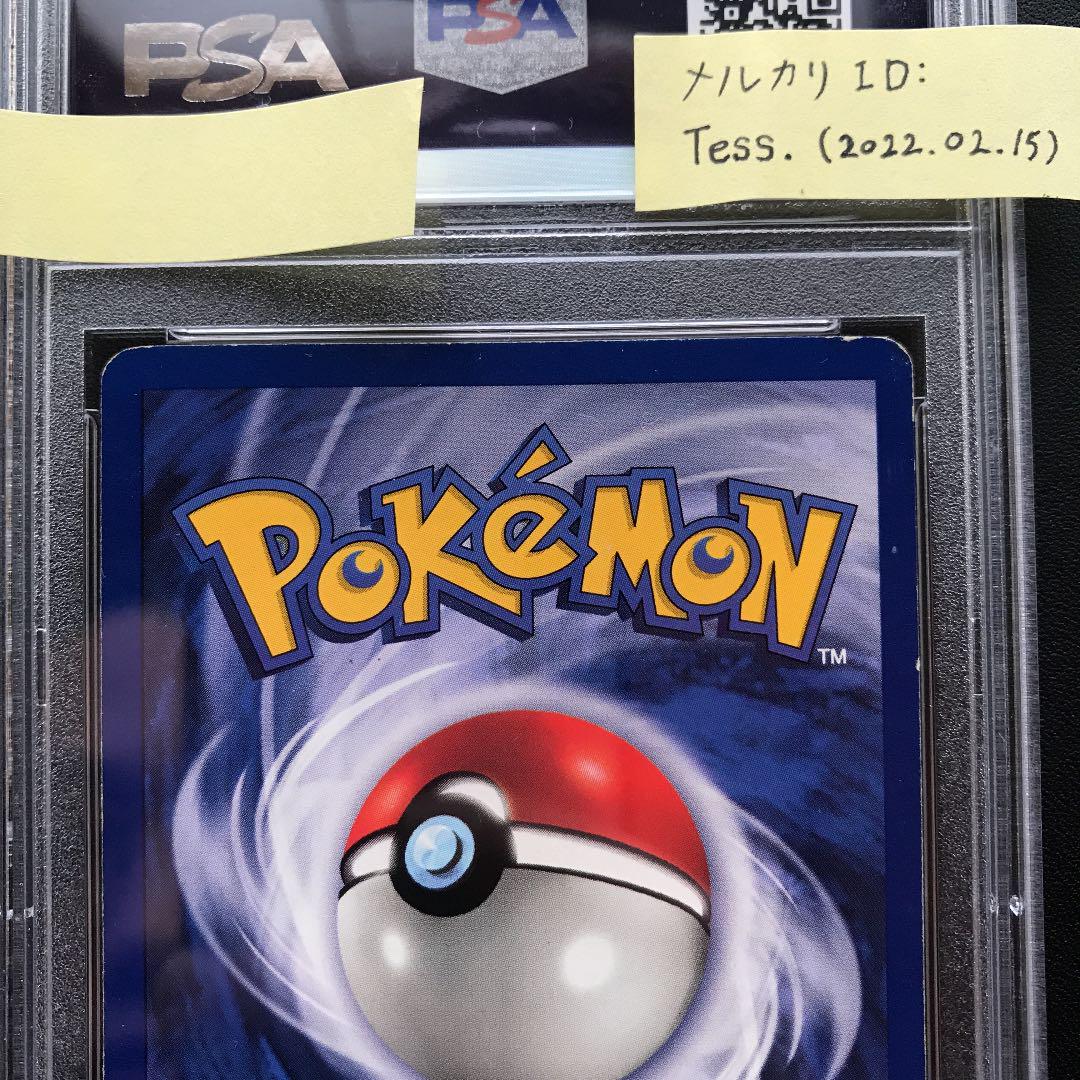 PSA
PSA
メルカリ ID:
Tess. (2022.02.15)
POKéMON
TM